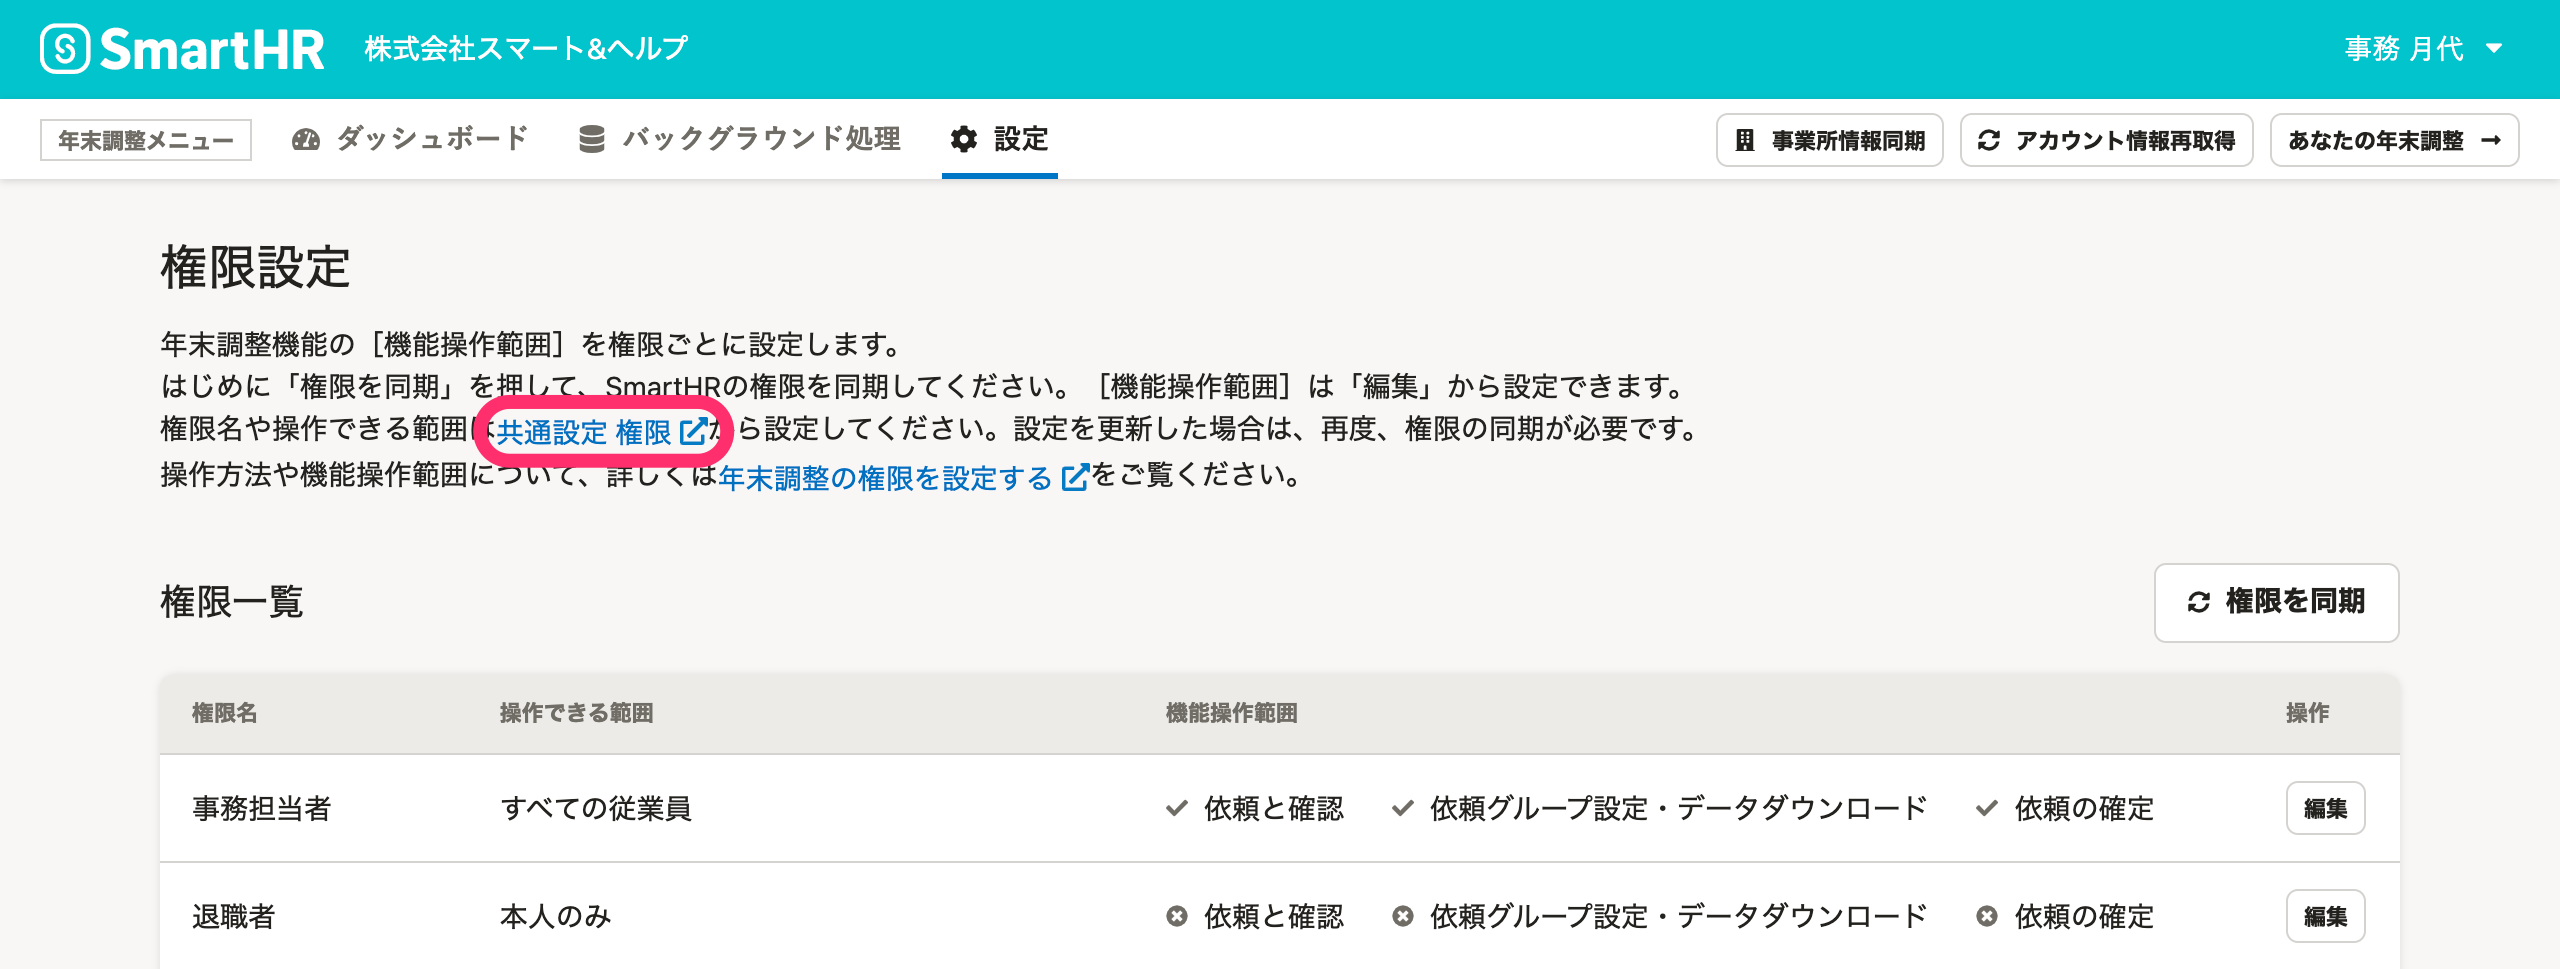 SmartHR 株式会社スマート&ヘルプ 事務 月代
年末調整メニュー ダッシュボード バックグラウンド処理 設定 事業所情報同期 アカウント情報再取得 あなたの年末調整 →
権限設定
年末調整機能の［機能操作範囲］を権限ごとに設定します。
はじめに「権限を同期」を押して、SmartHRの権限を同期してください。［機能操作範囲］は「編集」から設定できます。
権限名や操作できる範囲は共通設定 権限から設定してください。設定を更新した場合は、再度、権限の同期が必要です。
操作方法や機能操作範囲について、詳しくは年末調整の権限を設定するをご覧ください。
権限一覧 権限を同期
権限名 操作できる範囲 機能操作範囲 操作
事務担当者 すべての従業員 依頼と確認 依頼グループ設定・データダウンロード 依頼の確定 編集
退職者 本人のみ 依頼と確認 依頼グループ設定・データダウンロード 依頼の確定 編集